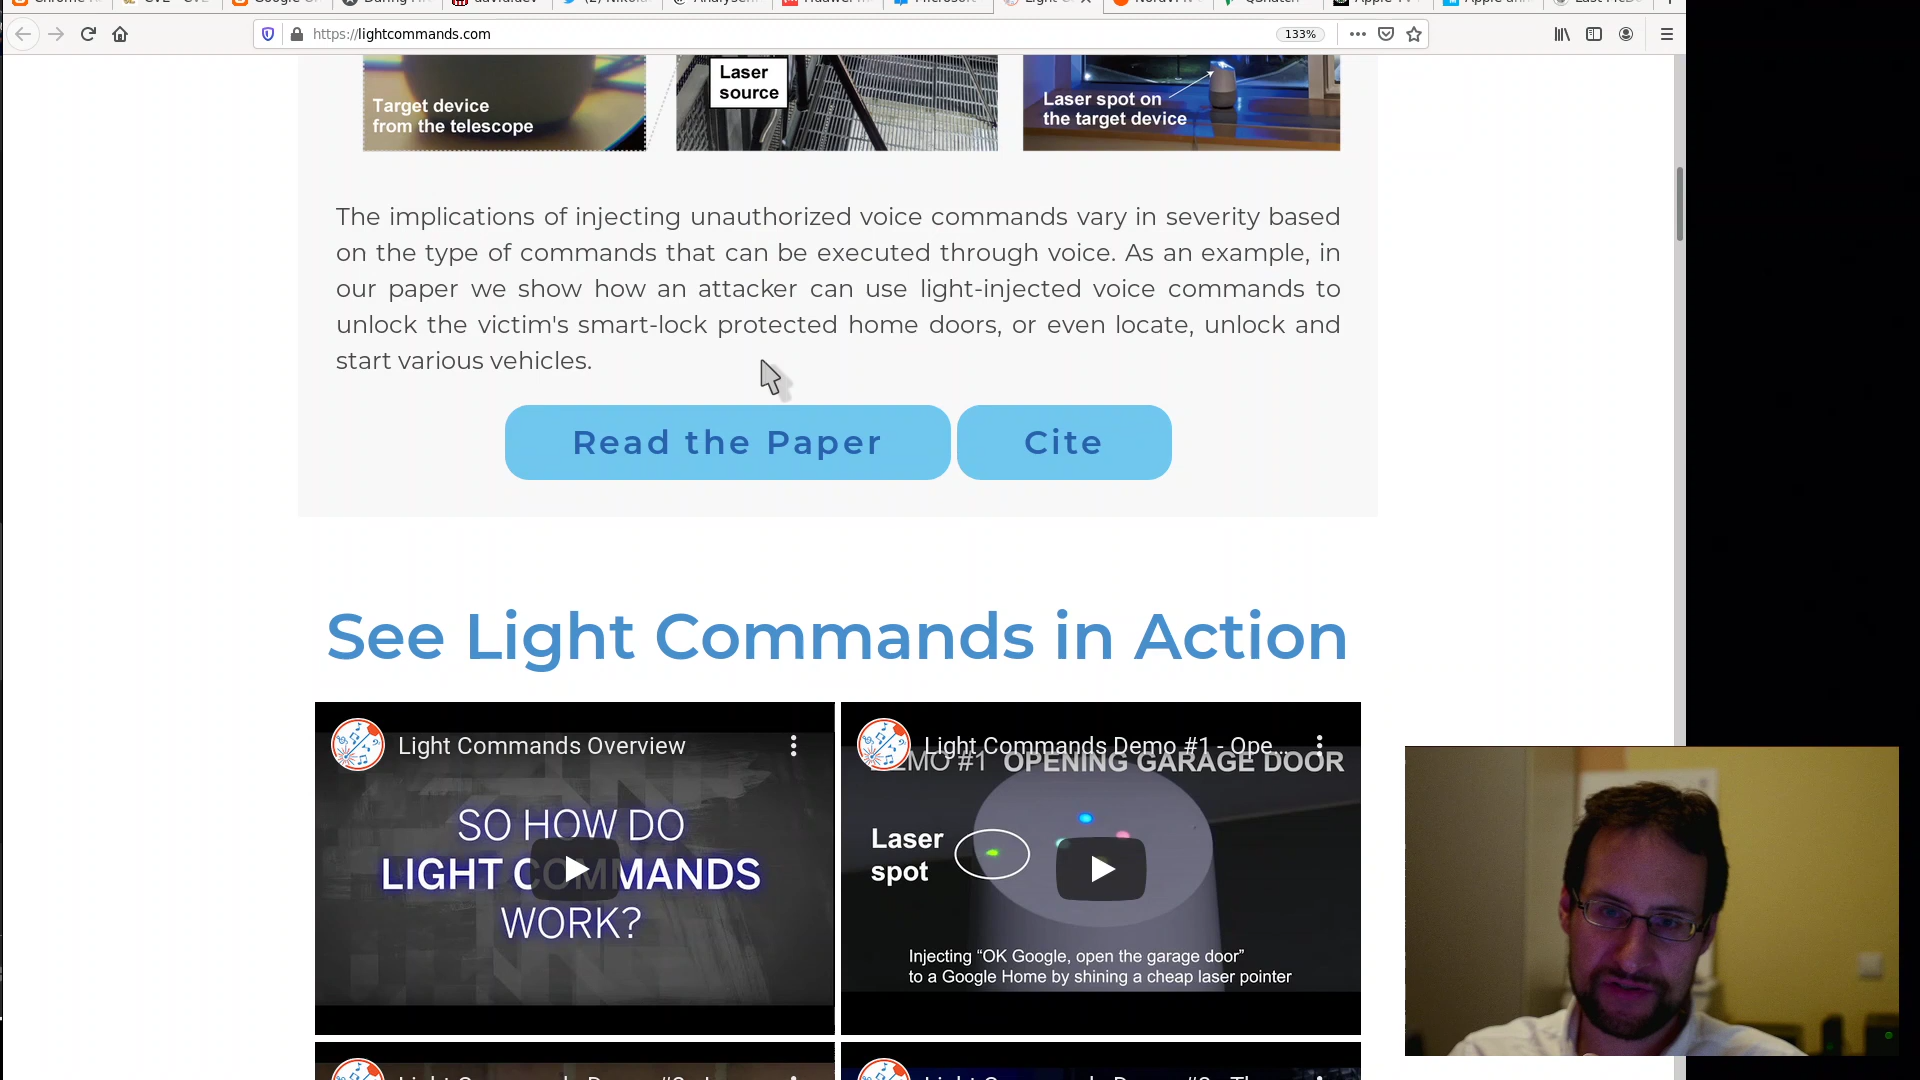 https://lightcommands.com
133%
Laser
source
Target device
from the telescope
Laser spot on
the target device
The implications of injecting unauthorized voice commands vary in severity based
on the type of commands that can be executed through voice. As an example, in
our paper we show how an attacker can use light-injected voice commands to
unlock the victim's smart-lock protected home doors, or even locate, unlock and
start various vehicles.
Read the Paper
Cite
See Light Commands in Action
Light Commands Overview
SO HOW DO
LIGHT COMMANDS
WORK?
Light Commands Demo #1 - Ope...
DEMO #1 OPENING GARAGE DOOR
Laser
spot
Injecting “OK Google, open the garage door”
to a Google Home by shining a cheap laser pointer